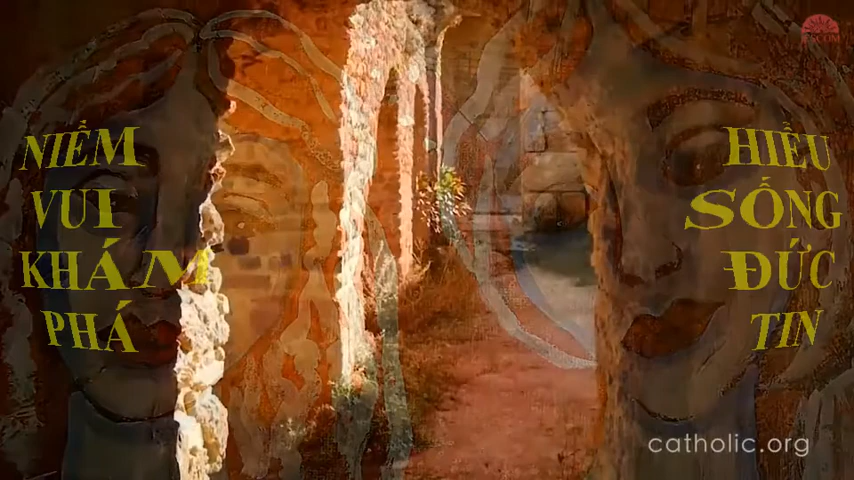 NIỀM
VUI
KHÁM
PHÁ
HIỂU
SỐNG
ĐỨC
TIN
catholic.org